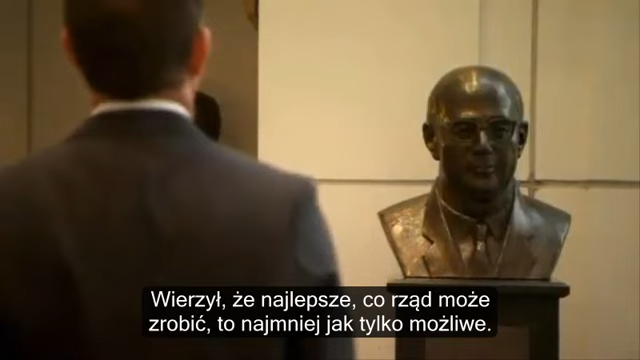 Wierzył, że najlepsze, co rząd może
zrobić, to najmniej jak tylko możliwe.